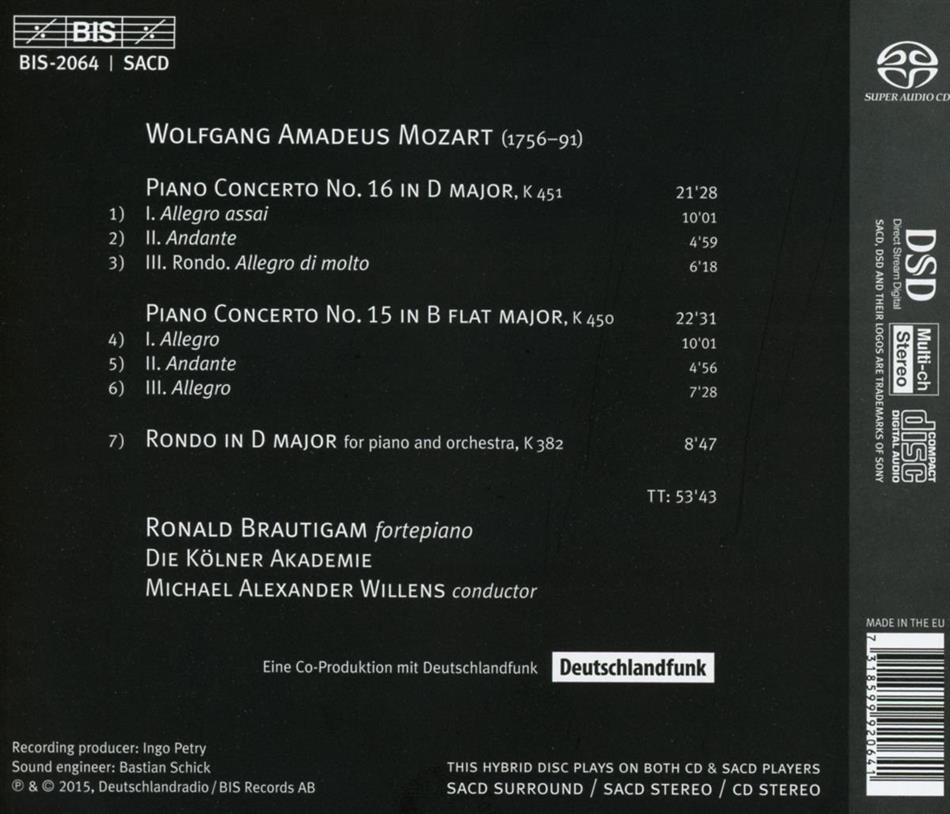 BIS
BIS-2064 | SACD
WOLFGANG AMADEUS MOZART (1756–91)
PIANO CONCERTO NO. 16 IN D MAJOR, K 451 21'28
1) I. Allegro assai 10'01
2) II. Andante 4'59
3) III. Rondo. Allegro di molto 6'18
PIANO CONCERTO NO. 15 IN B FLAT MAJOR, K 450 22'31
4) I. Allegro 10'01
5) II. Andante 4'56
6) III. Allegro 7'28
7) RONDO IN D MAJOR for piano and orchestra, K 382 8'47
TT: 53'43
RONALD BRAUTIGAM fortepiano
DIE KÖLNER AKADEMIE
MICHAEL ALEXANDER WILLENS conductor
Eine Co-Produktion mit Deutschlandfunk Deutschlandfunk
Recording producer: Ingo Petry
Sound engineer: Bastian Schick
℗ & © 2015, Deutschlandradio / BIS Records AB
THIS HYBRID DISC PLAYS ON BOTH CD & SACD PLAYERS
SACD SURROUND / SACD STEREO / CD STEREO
SUPER AUDIO CD
DSD
Direct Stream Digital
SACD, DSD AND THEIR LOGOS ARE TRADEMARKS OF SONY
Multi-ch
Stereo
COMPACT
disc
DIGITAL AUDIO
MADE IN THE EU
7 318599 920641